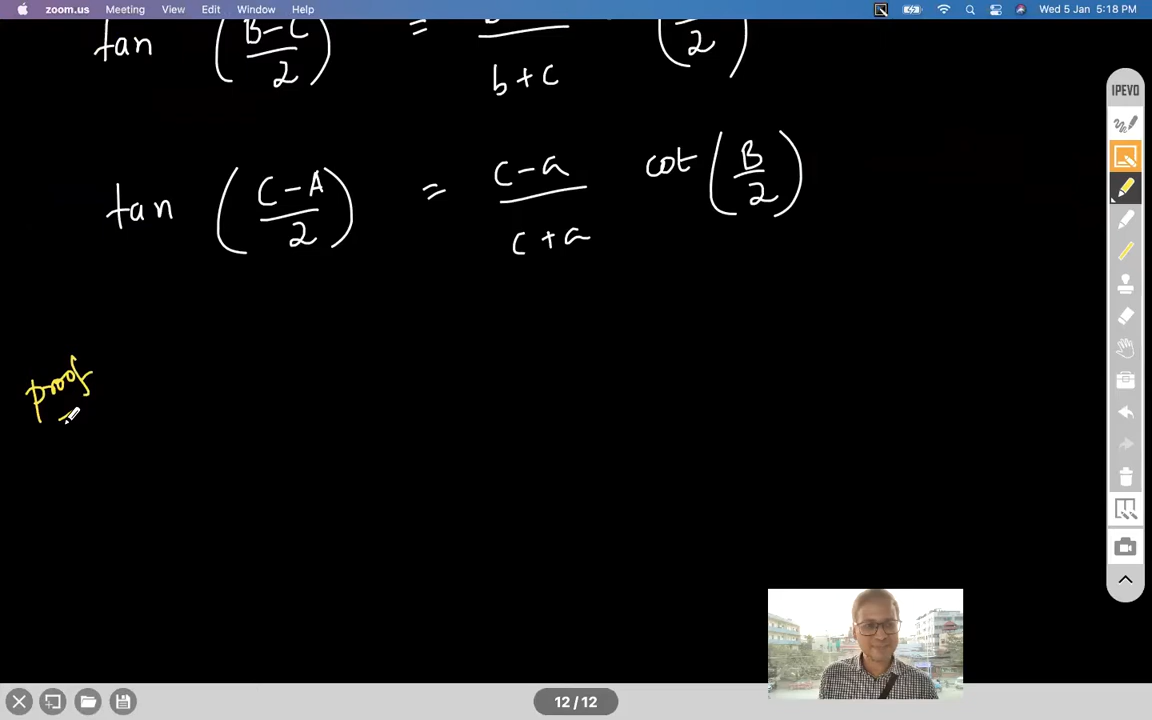 zoom.us Meeting View Edit Window Help Wed 5 Jan 5:18 PM
tan (B-C/2) = /b+c (/2)
tan (C-A/2) = c-a/c+a cot (B/2)
proof
IPEVO
12/12